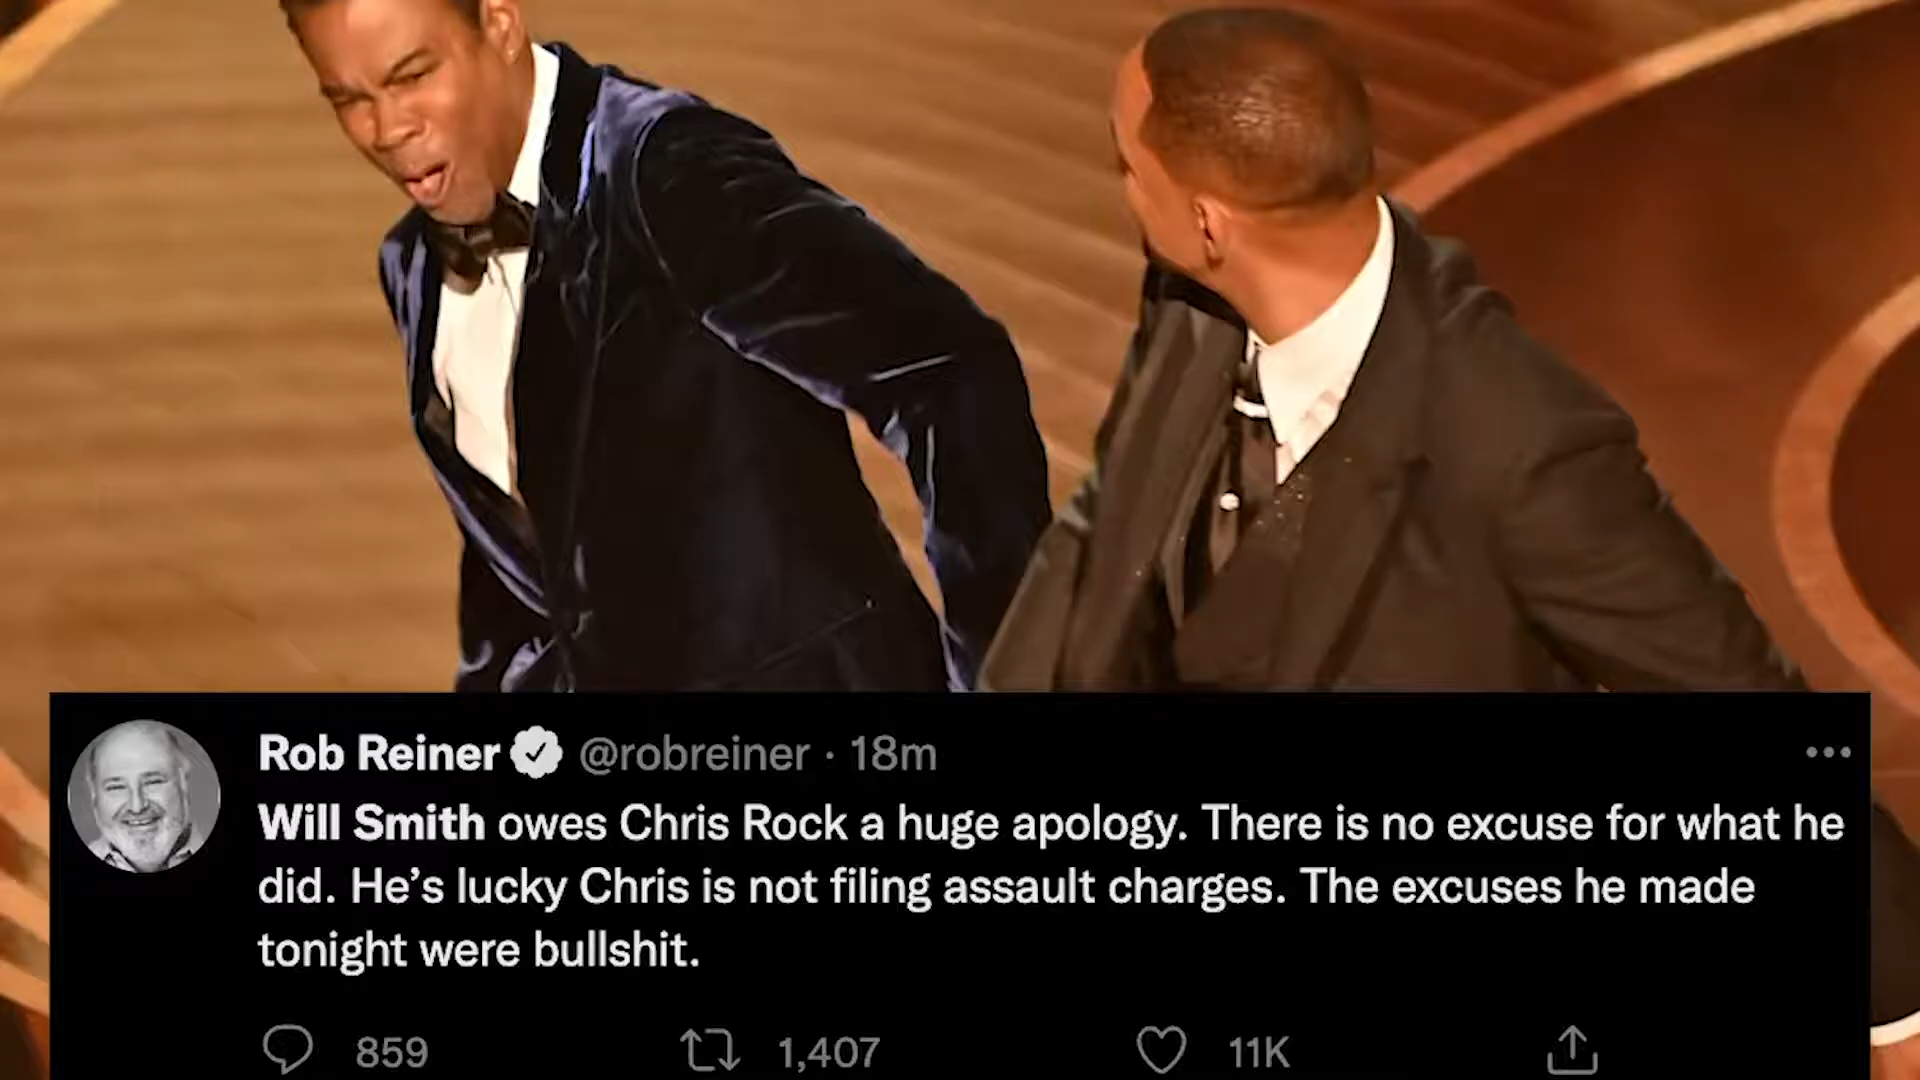 Rob Reiner @robreiner · 18m
Will Smith owes Chris Rock a huge apology. There is no excuse for what he
did. He’s lucky Chris is not filing assault charges. The excuses he made
tonight were bullshit.
859 1,407 11K